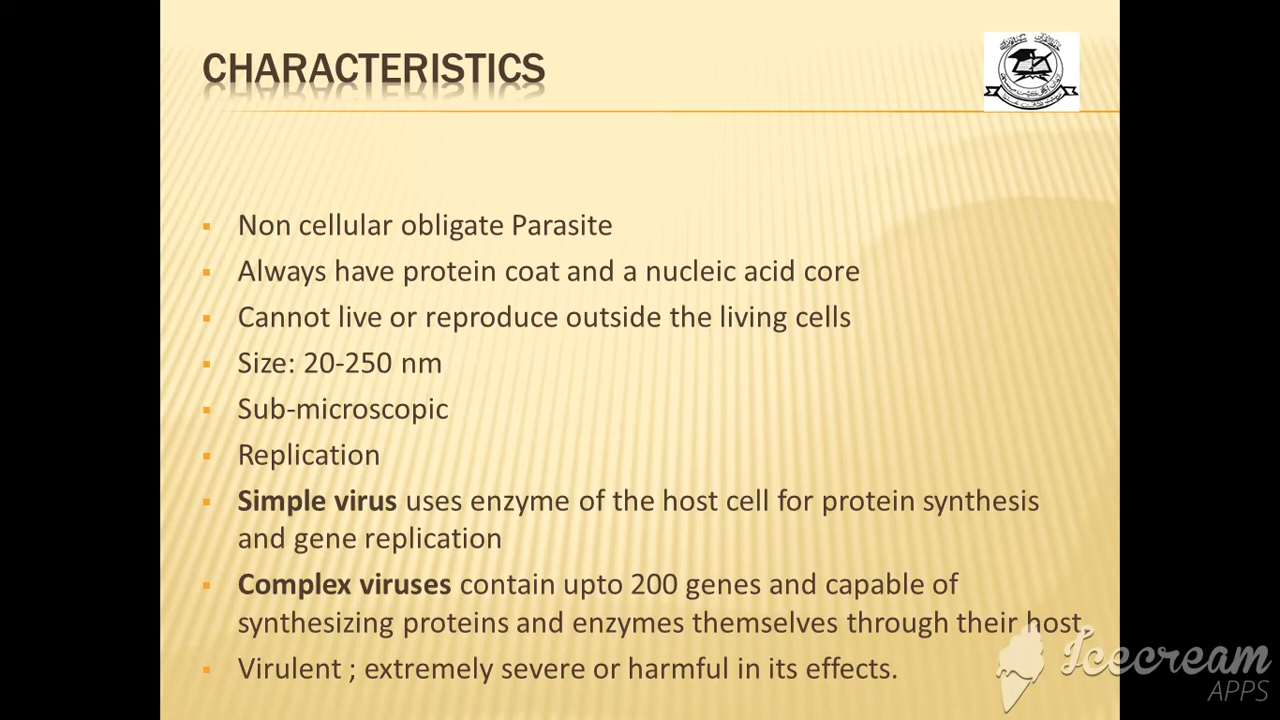 CHARACTERISTICS
Non cellular obligate Parasite
Always have protein coat and a nucleic acid core
Cannot live or reproduce outside the living cells
Size: 20-250 nm
Sub-microscopic
Replication
Simple virus uses enzyme of the host cell for protein synthesis
and gene replication
Complex viruses contain upto 200 genes and capable of
synthesizing proteins and enzymes themselves through their host
Virulent ; extremely severe or harmful in its effects.
Icecream
APPS